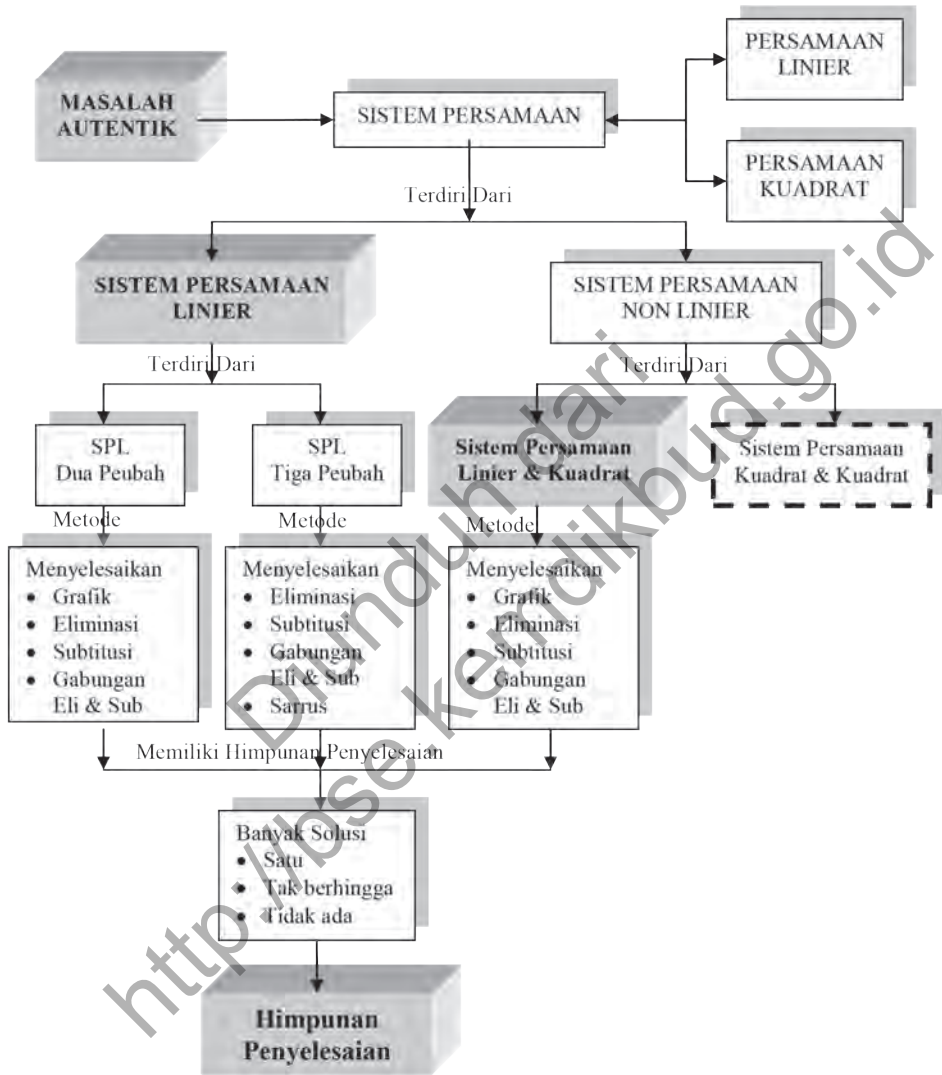 PERSAMAAN
LINIER
MASALAH
AUTENTIK
SISTEM PERSAMAAN
PERSAMAAN
KUADRAT
Terdiri Dari
SISTEM PERSAMAAN
LINIER
SISTEM PERSAMAAN
NON LINIER
Terdiri Dari
Terdiri Dari
SPL
Dua Peubah
SPL
Tiga Peubah
Sistem Persamaan
Linier & Kuadrat
Sistem Persamaan
Kuadrat & Kuadrat
Metode
Metode
Metode
Menyelesaikan
• Grafik
• Eliminasi
• Subtitusi
• Gabungan
Eli & Sub
Menyelesaikan
• Eliminasi
• Subtitusi
• Gabungan
Eli & Sub
• Sarrus
Menyelesaikan
• Grafik
• Eliminasi
• Subtitusi
• Gabungan
Eli & Sub
Memiliki Himpunan Penyelesaian
Banyak Solusi
• Satu
• Tak berhingga
• Tidak ada
Himpunan
Penyelesaian
Diunduh dari
http://bse.kemdikbud.go.id